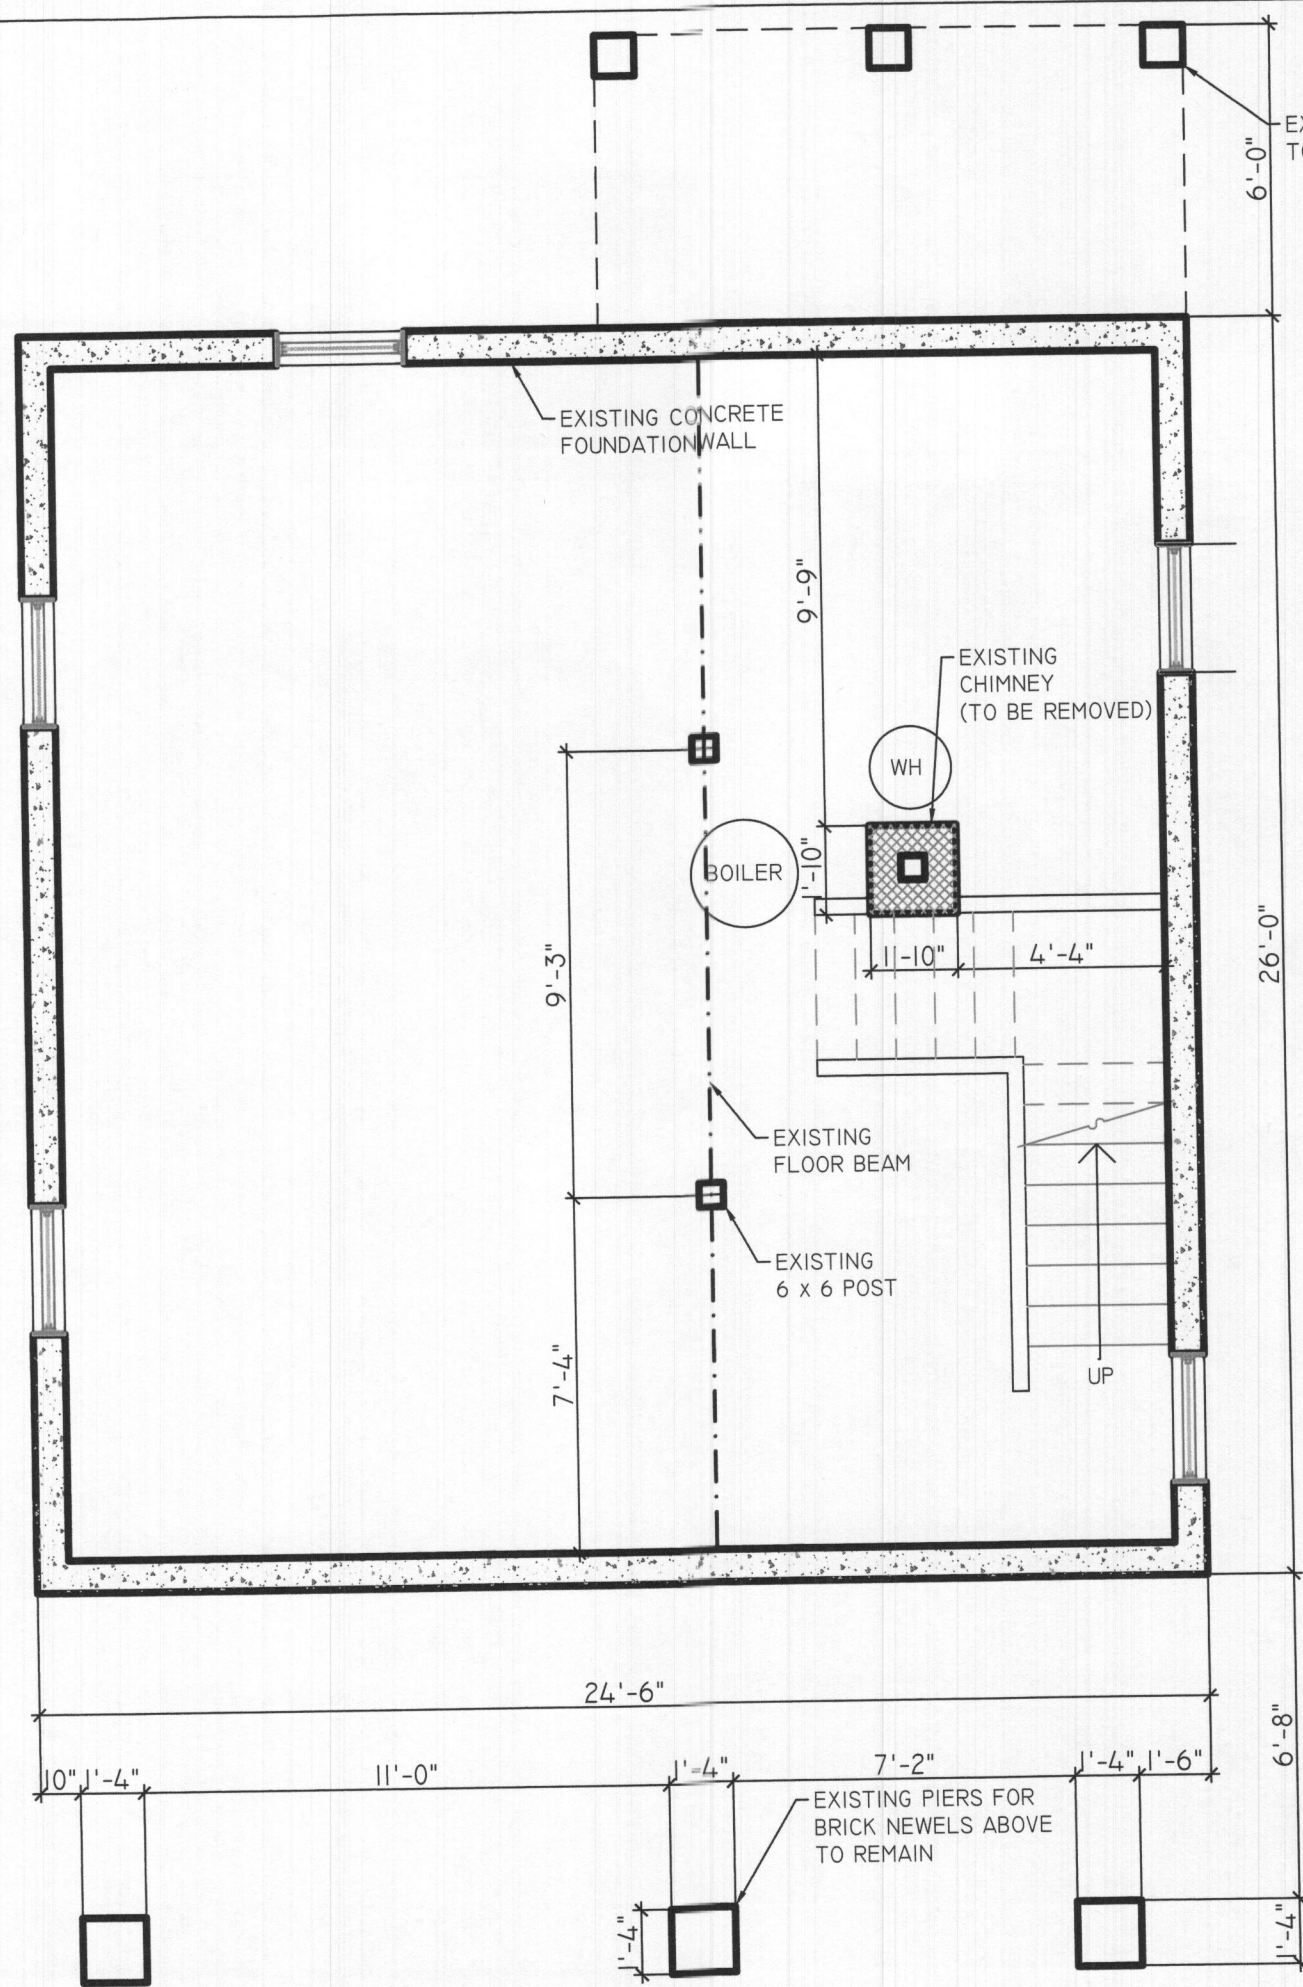 EX
TO
6'-0"
EXISTING CONCRETE
FOUNDATION WALL
9'-9"
EXISTING
CHIMNEY
(TO BE REMOVED)
WH
BOILER
1'-10"
1'-10"
4'-4"
9'-3"
26'-0"
EXISTING
FLOOR BEAM
EXISTING
6 x 6 POST
7'-4"
UP
24'-6"
6'-8"
10" 1'-4" 11'-0" 1'-4" 7'-2" 1'-4" 1'-6"
EXISTING PIERS FOR
BRICK NEWELS ABOVE
TO REMAIN
1'-4"
1'-4"